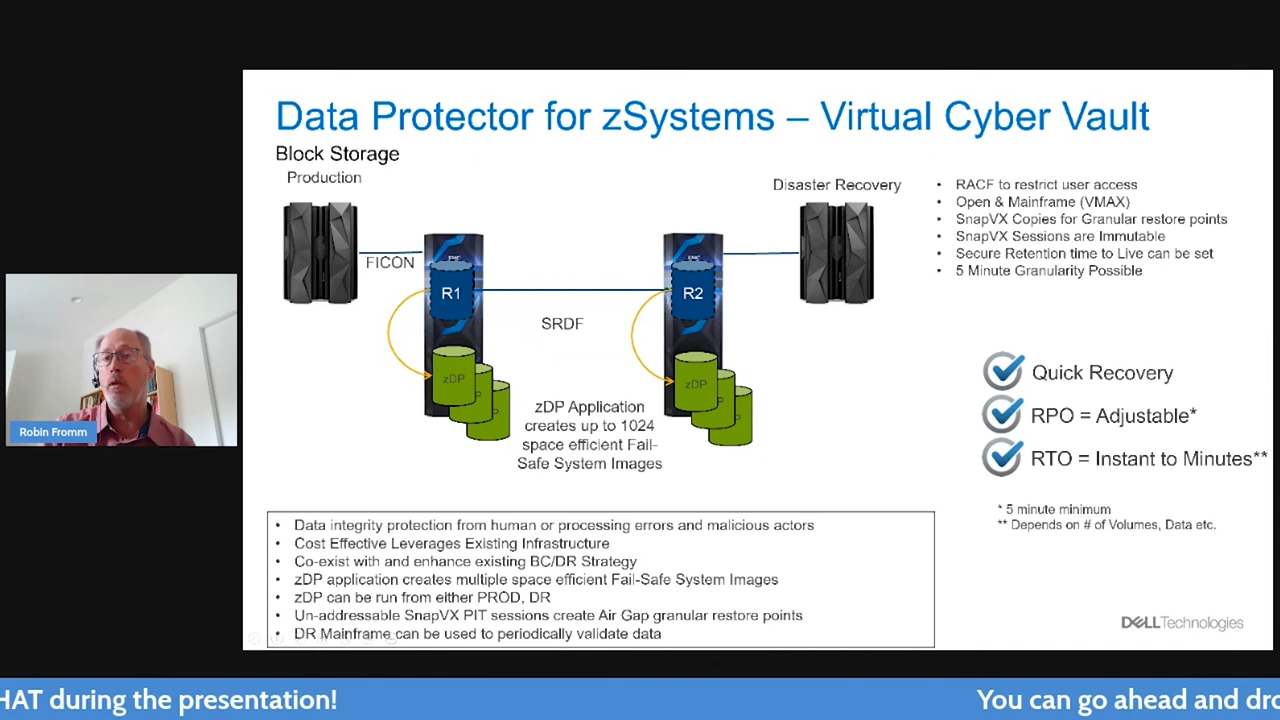 Data Protector for zSystems – Virtual Cyber Vault
Block Storage
Production
Disaster Recovery
FICON
R1
R2
SRDF
zDP
zDP
zDP Application
creates up to 1024
space efficient Fail-
Safe System Images
• RACF to restrict user access
• Open & Mainframe (VMAX)
• SnapVX Copies for Granular restore points
• SnapVX Sessions are Immutable
• Secure Retention time to Live can be set
• 5 Minute Granularity Possible
Quick Recovery
RPO = Adjustable*
RTO = Instant to Minutes**
* 5 minute minimum
** Depends on # of Volumes, Data etc.
• Data integrity protection from human or processing errors and malicious actors
• Cost Effective Leverages Existing Infrastructure
• Co-exist with and enhance existing BC/DR Strategy
• zDP application creates multiple space efficient Fail-Safe System Images
• zDP can be run from either PROD, DR
• Un-addressable SnapVX PIT sessions create Air Gap granular restore points
• DR Mainframe can be used to periodically validate data
DELLTechnologies
Robin Fromm
HAT during the presentation!
You can go ahead and dro